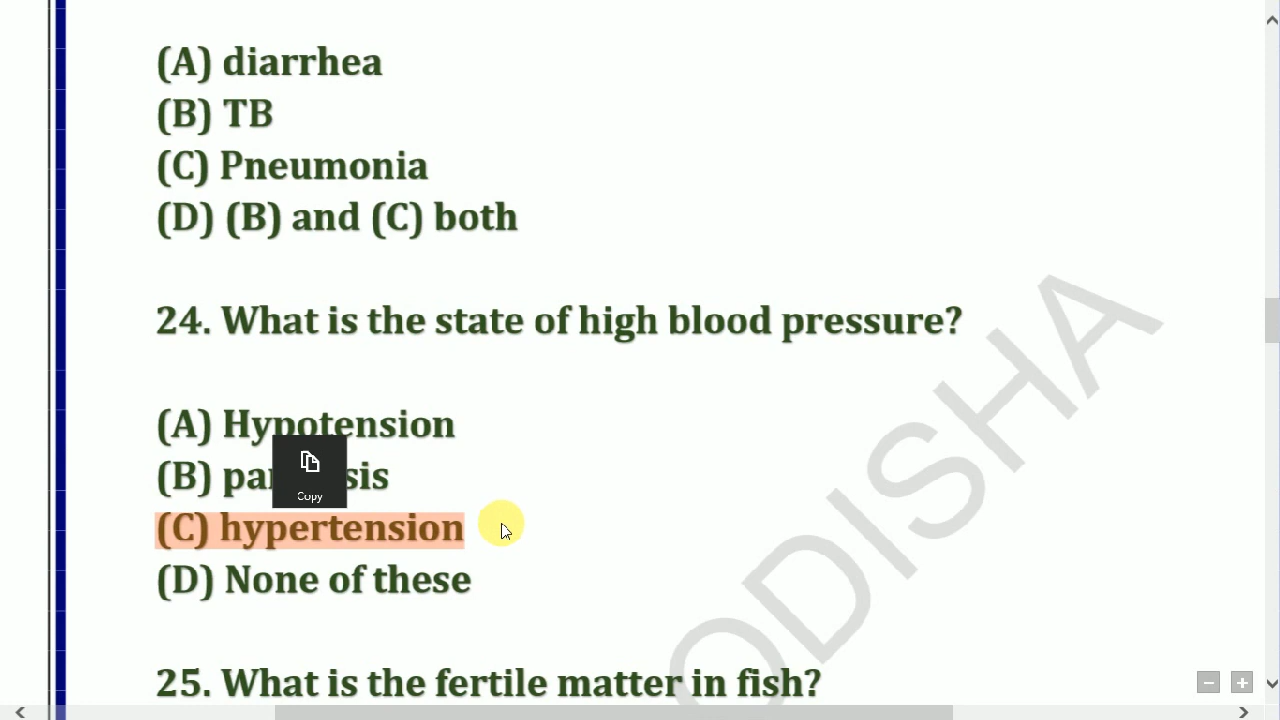 (A) diarrhea
(B) TB
(C) Pneumonia
(D) (B) and (C) both
24. What is the state of high blood pressure?
(A) Hypotension
(B)
Copy
(C) hypertension
(D) None of these
25. What is the fertile matter in fish?
ODISHA